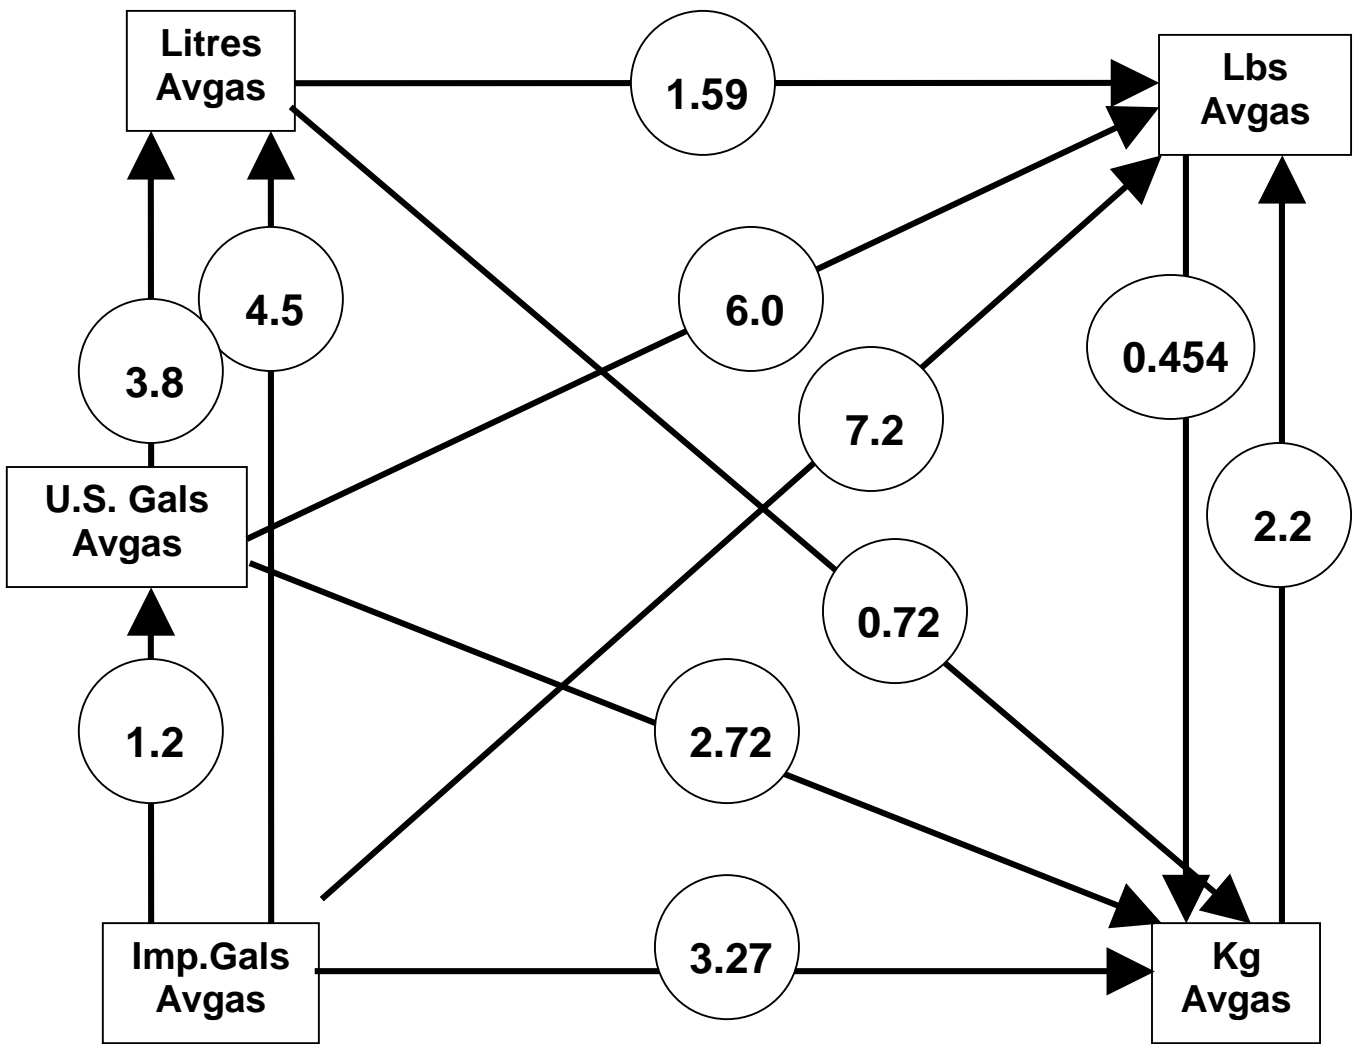 Litres
Avgas
1.59
Lbs
Avgas
4.5
6.0
3.8
0.454
7.2
U.S. Gals
Avgas
2.2
0.72
1.2
2.72
Imp.Gals
Avgas
3.27
Kg
Avgas